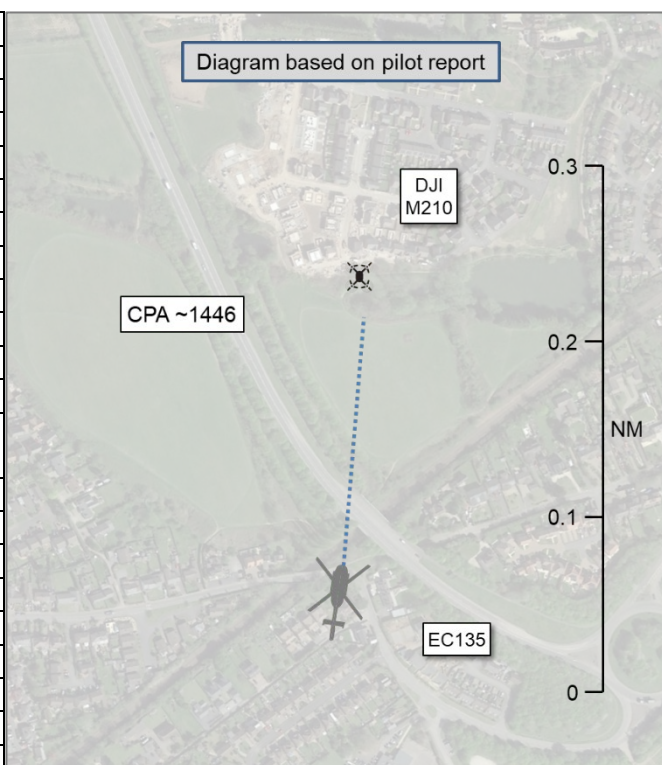 Diagram based on pilot report
DJI
M210
CPA ~1446
EC135
0.3
0.2
NM
0.1
0